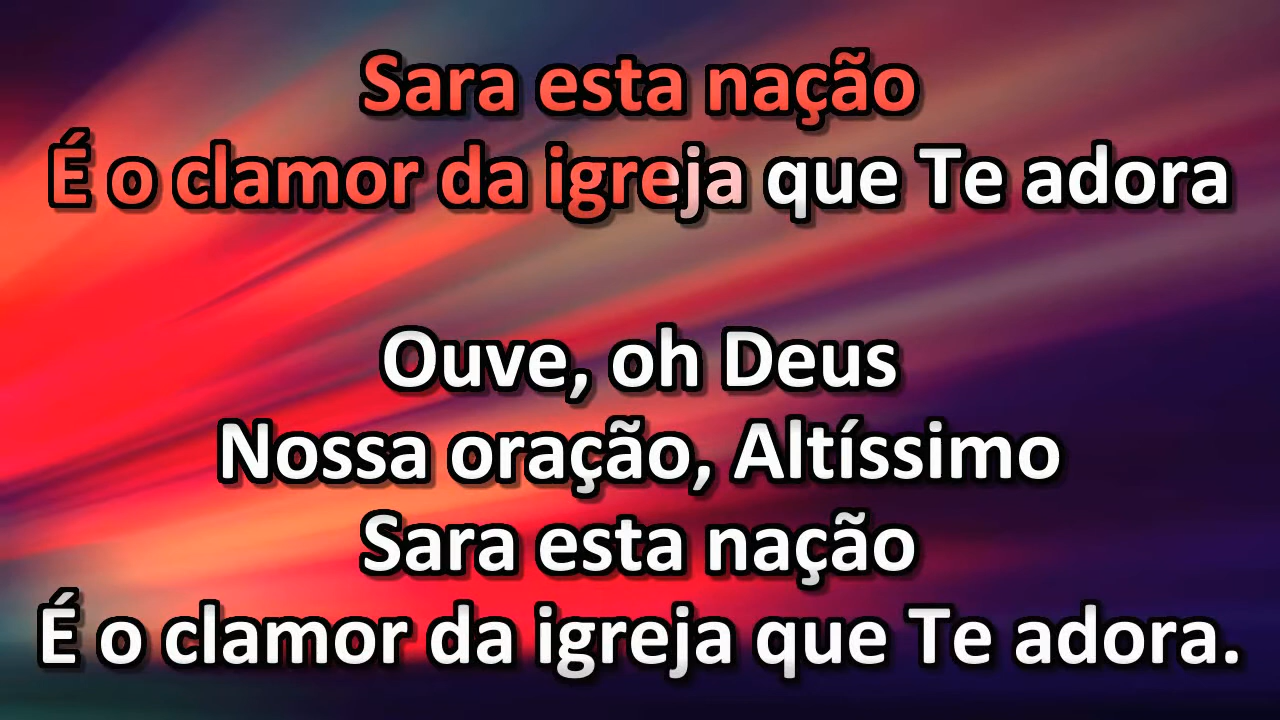 Sara esta nação
É o clamor da igreja que Te adora
Ouve, oh Deus
Nossa oração, Altíssimo
Sara esta nação
É o clamor da igreja que Te adora.